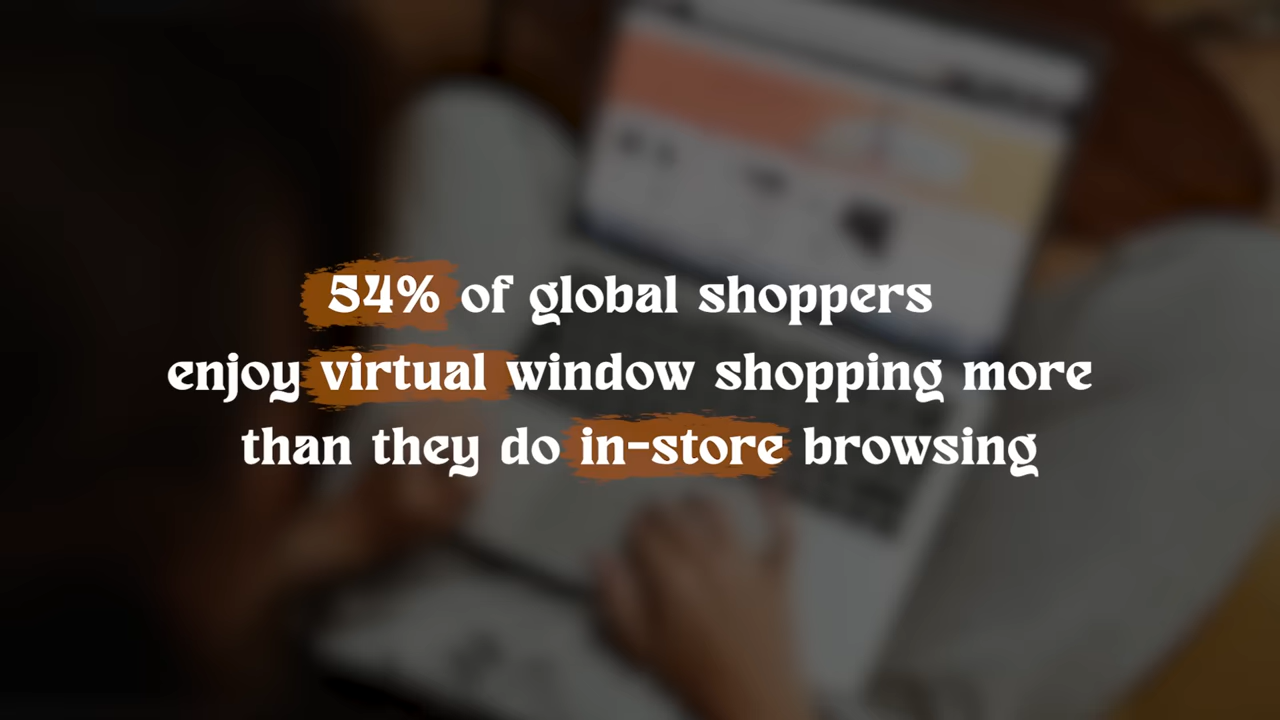 54% of global shoppers
enjoy virtual window shopping more
than they do in-store browsing